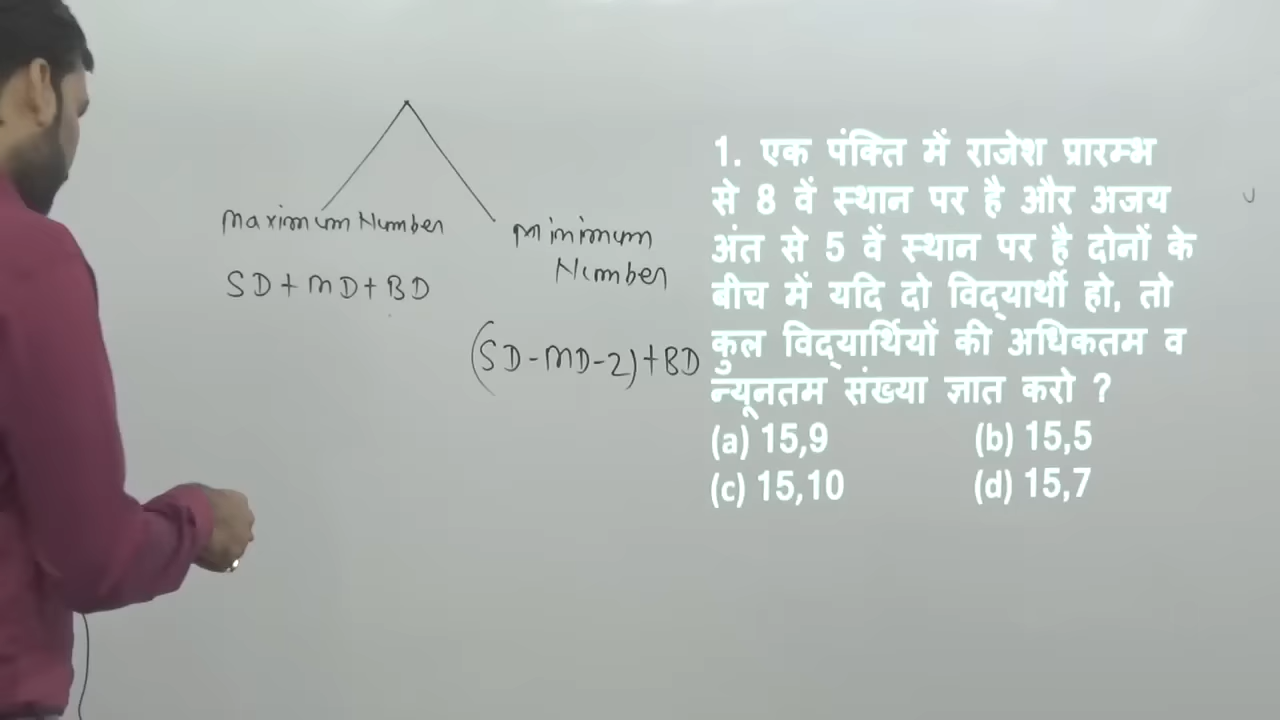 maximum Number
minimum
Number
SD+MD+BD
(SD-MD-2)+BD
1. एक पंक्ति में राजेश प्रारम्भ
से 8 वें स्थान पर है और अजय
अंत से 5 वें स्थान पर है दोनों के
बीच में यदि दो विद्यार्थी हो, तो
कुल विद्यार्थियों की अधिकतम व
न्यूनतम संख्या ज्ञात करो ?
(a) 15,9 (b) 15,5
(c) 15,10 (d) 15,7